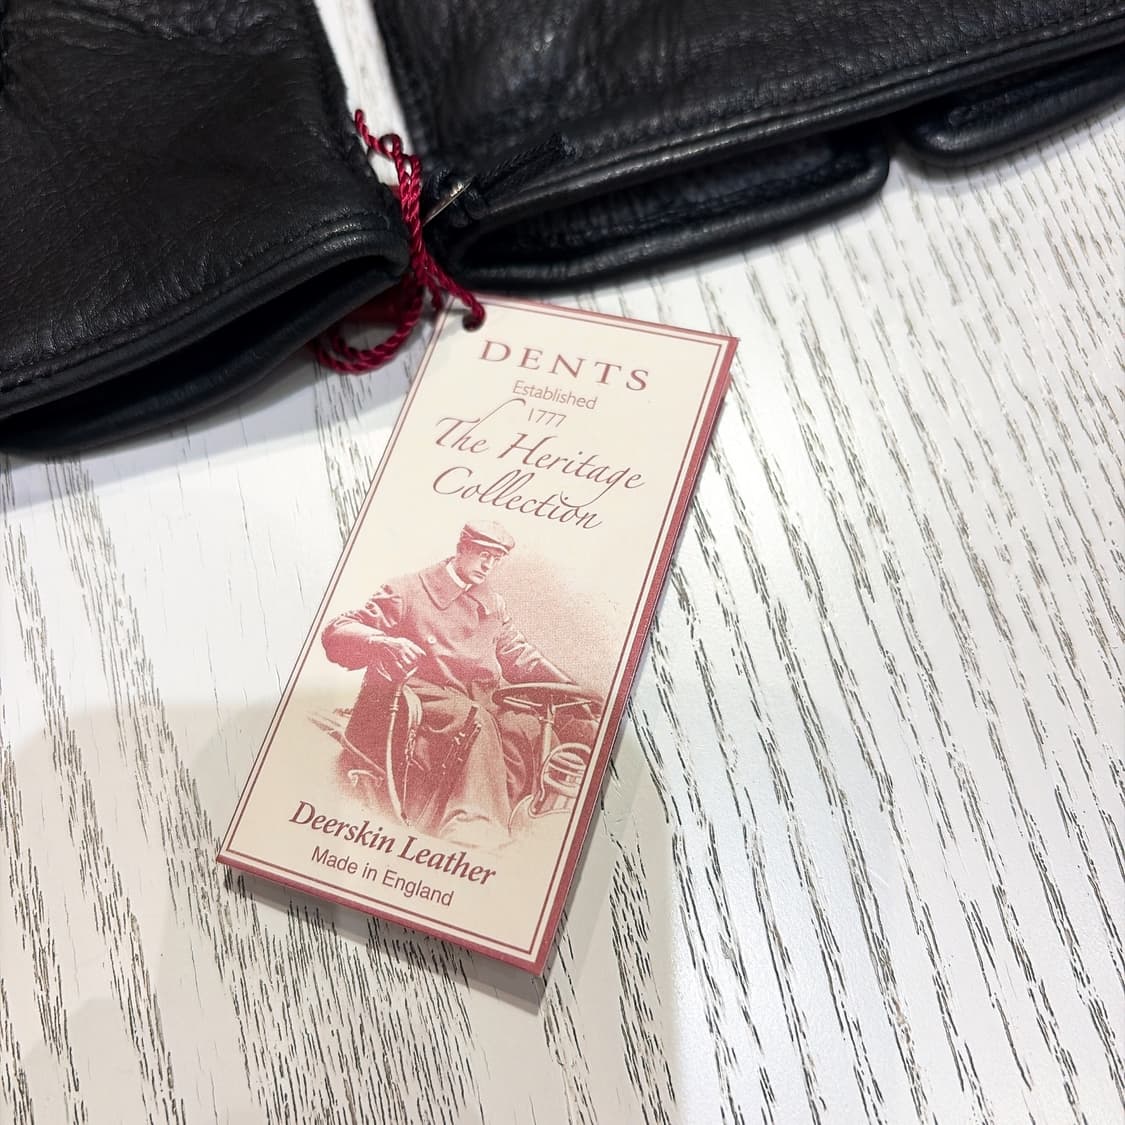 DENTS
Established
1777
The Heritage
Collection
Deerskin Leather
Made in England